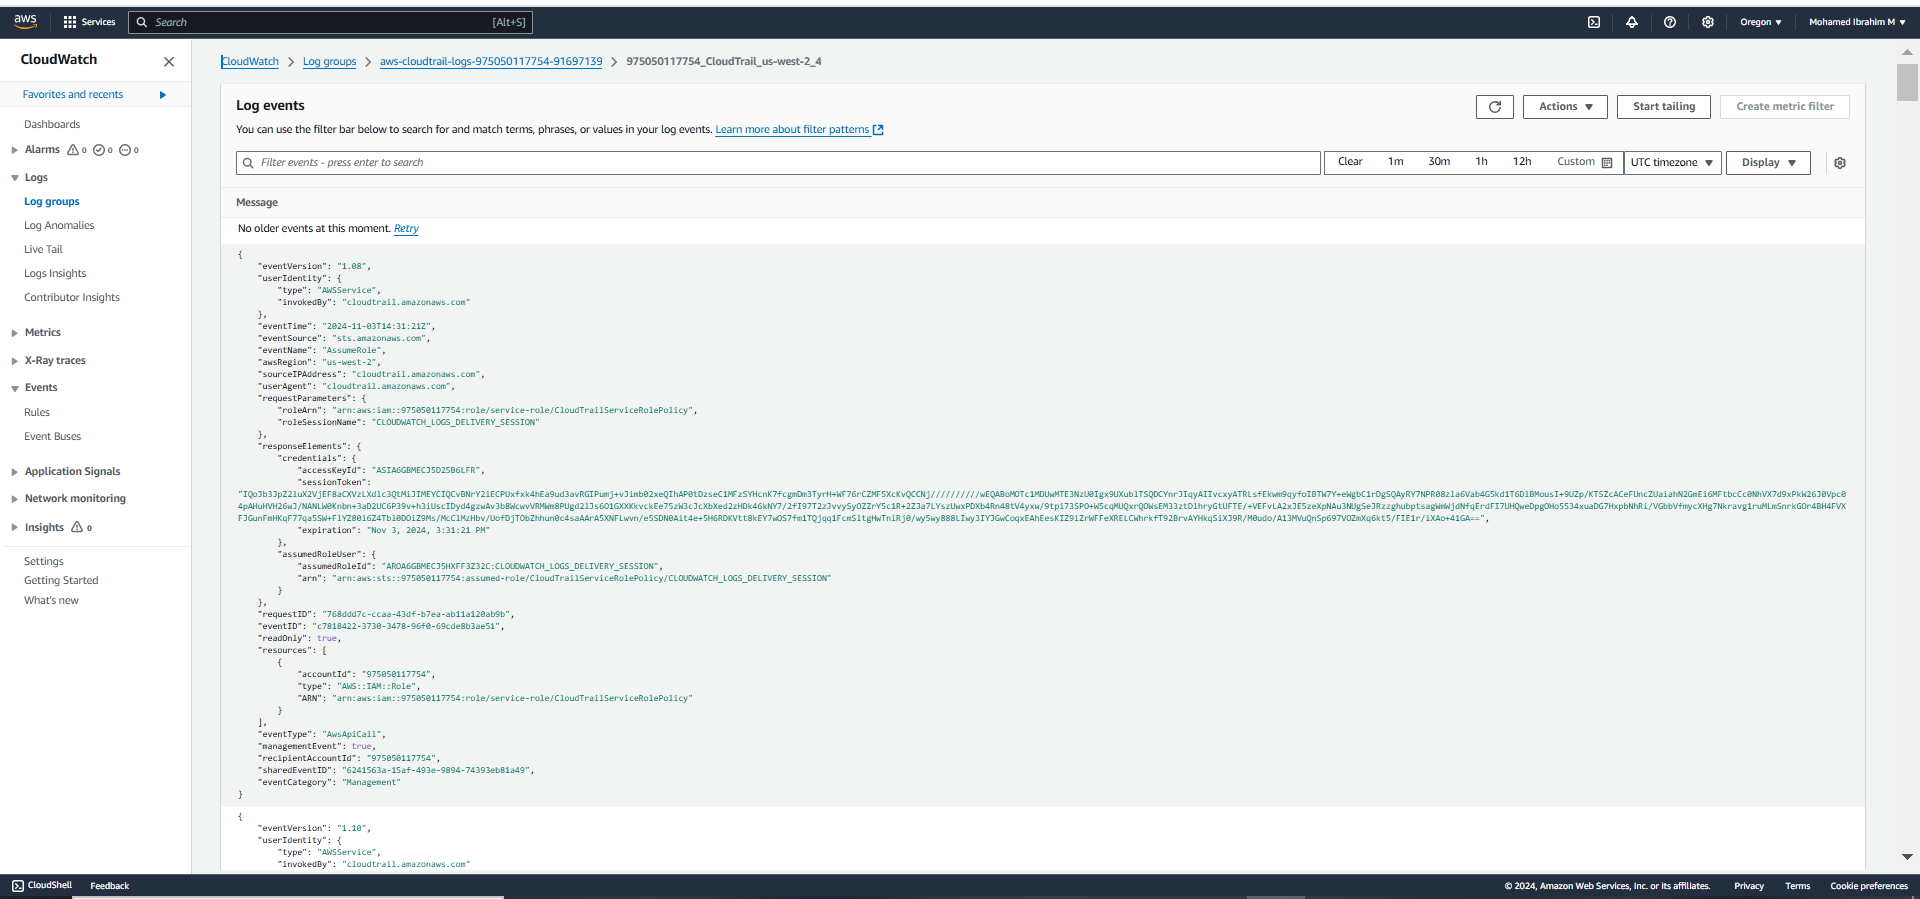 aws Services Search [Alt+S] Oregon ▼ Mohamed Ibrahim M ▼
CloudWatch
Favorites and recents
Dashboards
Alarms 0 0 0
Logs
Log groups
Log Anomalies
Live Tail
Logs Insights
Contributor Insights
Metrics
X-Ray traces
Events
Rules
Event Buses
Application Signals
Network monitoring
Insights 0
Settings
Getting Started
What's new
CloudWatch > Log groups > aws-cloudtrail-logs-975050117754-91697139 > 975050117754_CloudTrail_us-west-2_4
Log events
Actions ▼ Start tailing Create metric filter
You can use the filter bar below to search for and match terms, phrases, or values in your log events. Learn more about filter patterns
Filter events - press enter to search Clear 1m 30m 1h 12h Custom UTC timezone ▼ Display ▼
Message
No older events at this moment. Retry
{
"eventVersion": "1.08",
"userIdentity": {
"type": "AWSService",
"invokedBy": "cloudtrail.amazonaws.com"
},
"eventTime": "2024-11-03T14:31:21Z",
"eventSource": "sts.amazonaws.com",
"eventName": "AssumeRole",
"awsRegion": "us-west-2",
"sourceIPAddress": "cloudtrail.amazonaws.com",
"userAgent": "cloudtrail.amazonaws.com",
"requestParameters": {
"roleArn": "arn:aws:iam::975050117754:role/service-role/CloudTrailServiceRolePolicy",
"roleSessionName": "CLOUDWATCH_LOGS_DELIVERY_SESSION"
},
"responseElements": {
"credentials": {
"accessKeyId": "ASIA6GBMECJ5D25B6LFR",
"sessionToken":
"expiration": "Nov 3, 2024, 3:31:21 PM"
},
"assumedRoleUser": {
"assumedRoleId": "AROA6GBMECJ5HXFF3Z32C:CLOUDWATCH_LOGS_DELIVERY_SESSION",
"arn": "arn:aws:sts::975050117754:assumed-role/CloudTrailServiceRolePolicy/CLOUDWATCH_LOGS_DELIVERY_SESSION"
}
},
"requestID": "768ddd7c-ccaa-43df-b7ea-ab11a120ab9b",
"eventID": "c7818422-3730-3478-96f0-69cde8b3ae51",
"readOnly": true,
"resources": [
{
"accountId": "975050117754",
"type": "AWS::IAM::Role",
"ARN": "arn:aws:iam::975050117754:role/service-role/CloudTrailServiceRolePolicy"
}
],
"eventType": "AwsApiCall",
"managementEvent": true,
"recipientAccountId": "975050117754",
"sharedEventID": "6241563a-15af-493e-9894-74393eb81a49",
"eventCategory": "Management"
}
{
"eventVersion": "1.10",
"userIdentity": {
"type": "AWSService",
"invokedBy": "cloudtrail.amazonaws.com"
CloudShell Feedback © 2024, Amazon Web Services, Inc. or its affiliates. Privacy Terms Cookie preferences